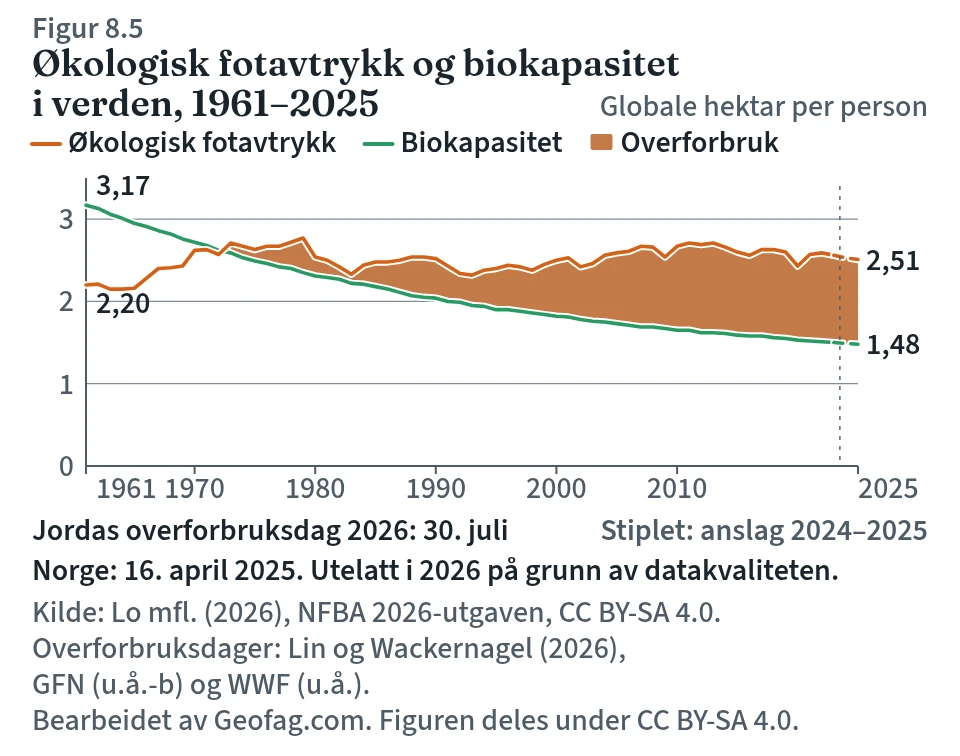 Figur 8.5
Økologisk fotavtrykk og biokapasitet
i verden, 1961–2025
Globale hektar per person
Økologisk fotavtrykk Biokapasitet Overforbruk
3,17
3
2,51
2
2,20
1,48
1
0
1961 1970 1980 1990 2000 2010 2025
Jordas overforbruksdag 2026: 30. juli
Stiplet: anslag 2024–2025
Norge: 16. april 2025. Utelatt i 2026 på grunn av datakvaliteten.
Kilde: Lo mfl. (2026), NFBA 2026-utgaven, CC BY-SA 4.0.
Overforbruksdager: Lin og Wackernagel (2026),
GFN (u.å.-b) og WWF (u.å.).
Bearbeidet av Geofag.com. Figuren deles under CC BY-SA 4.0.